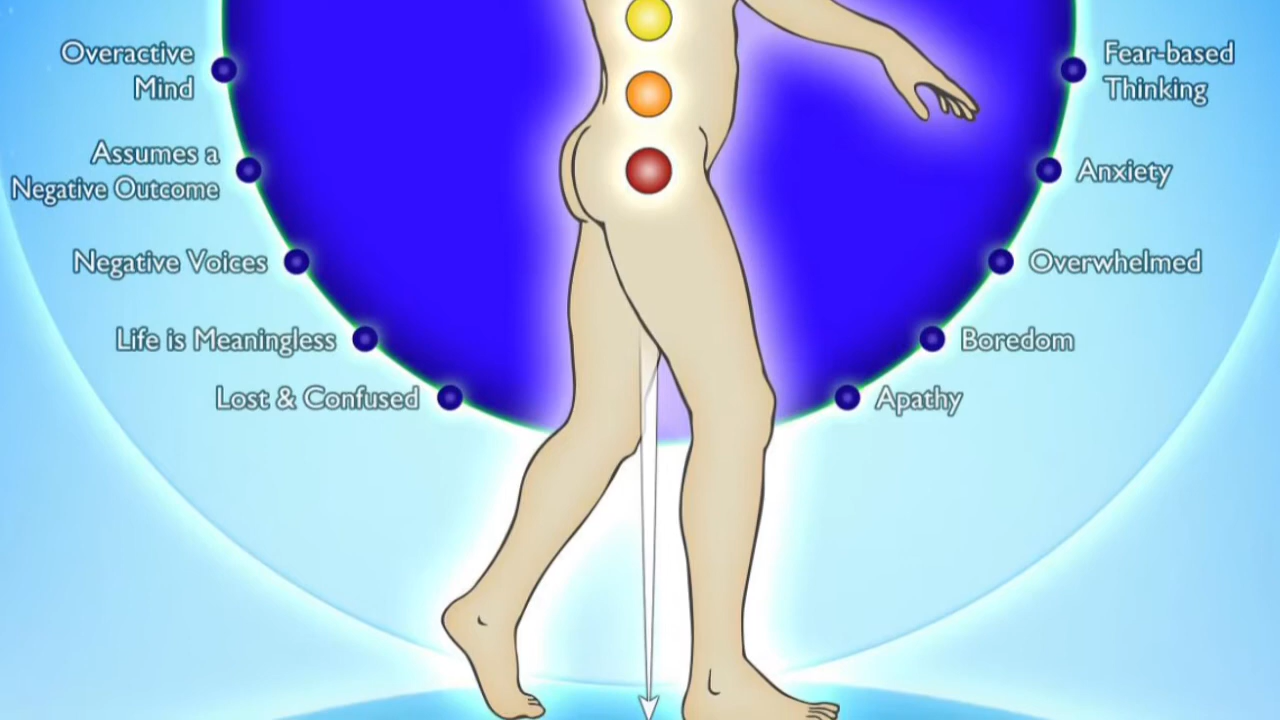 Overactive
Mind
Assumes a
Negative Outcome
Negative Voices
Life is Meaningless
Lost & Confused
Fear-based
Thinking
Anxiety
Overwhelmed
Boredom
Apathy